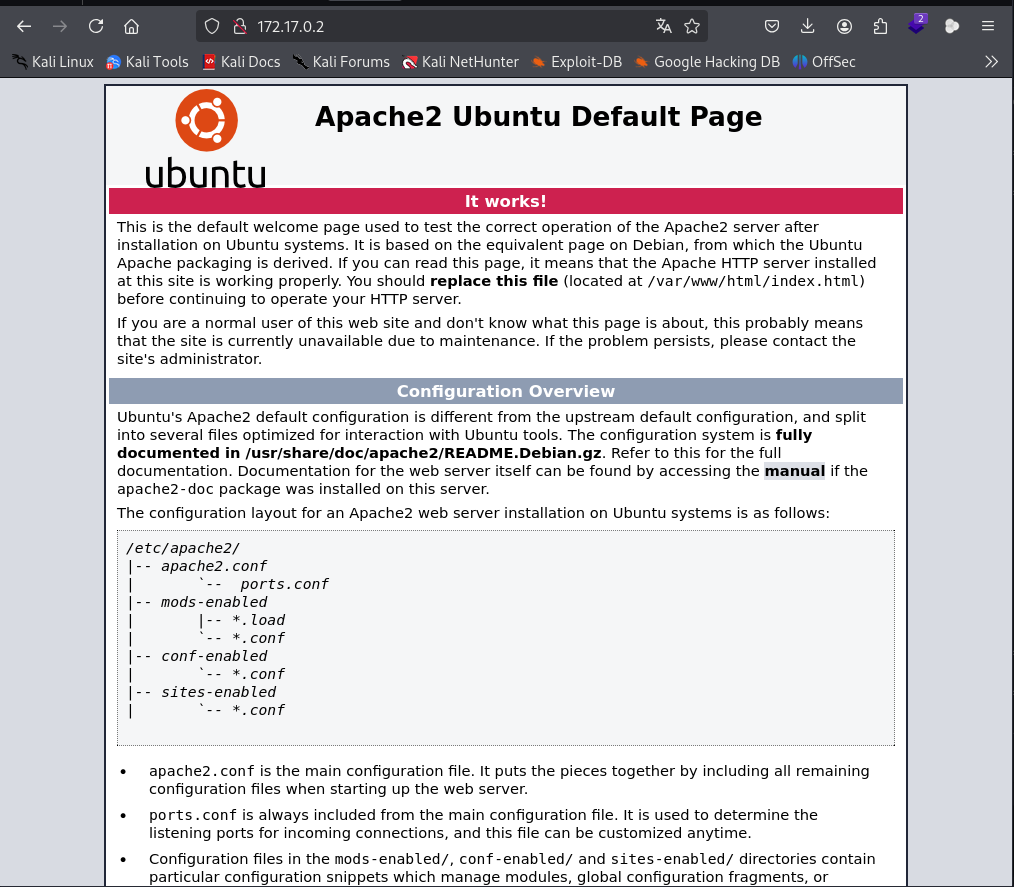 172.17.0.2
2
Kali Linux Kali Tools Kali Docs Kali Forums Kali NetHunter Exploit-DB Google Hacking DB OffSec
Apache2 Ubuntu Default Page
ubuntu
It works!
This is the default welcome page used to test the correct operation of the Apache2 server after
installation on Ubuntu systems. It is based on the equivalent page on Debian, from which the Ubuntu
Apache packaging is derived. If you can read this page, it means that the Apache HTTP server installed
at this site is working properly. You should replace this file (located at /var/www/html/index.html)
before continuing to operate your HTTP server.
If you are a normal user of this web site and don't know what this page is about, this probably means
that the site is currently unavailable due to maintenance. If the problem persists, please contact the
site's administrator.
Configuration Overview
Ubuntu's Apache2 default configuration is different from the upstream default configuration, and split
into several files optimized for interaction with Ubuntu tools. The configuration system is fully
documented in /usr/share/doc/apache2/README.Debian.gz. Refer to this for the full
documentation. Documentation for the web server itself can be found by accessing the manual if the
apache2-doc package was installed on this server.
The configuration layout for an Apache2 web server installation on Ubuntu systems is as follows:
/etc/apache2/
|-- apache2.conf
|       `--  ports.conf
|-- mods-enabled
|       |-- *.load
|       `-- *.conf
|-- conf-enabled
|       `-- *.conf
|-- sites-enabled
|       `-- *.conf
• apache2.conf is the main configuration file. It puts the pieces together by including all remaining
configuration files when starting up the web server.
• ports.conf is always included from the main configuration file. It is used to determine the
listening ports for incoming connections, and this file can be customized anytime.
• Configuration files in the mods-enabled/, conf-enabled/ and sites-enabled/ directories contain
particular configuration snippets which manage modules, global configuration fragments, or